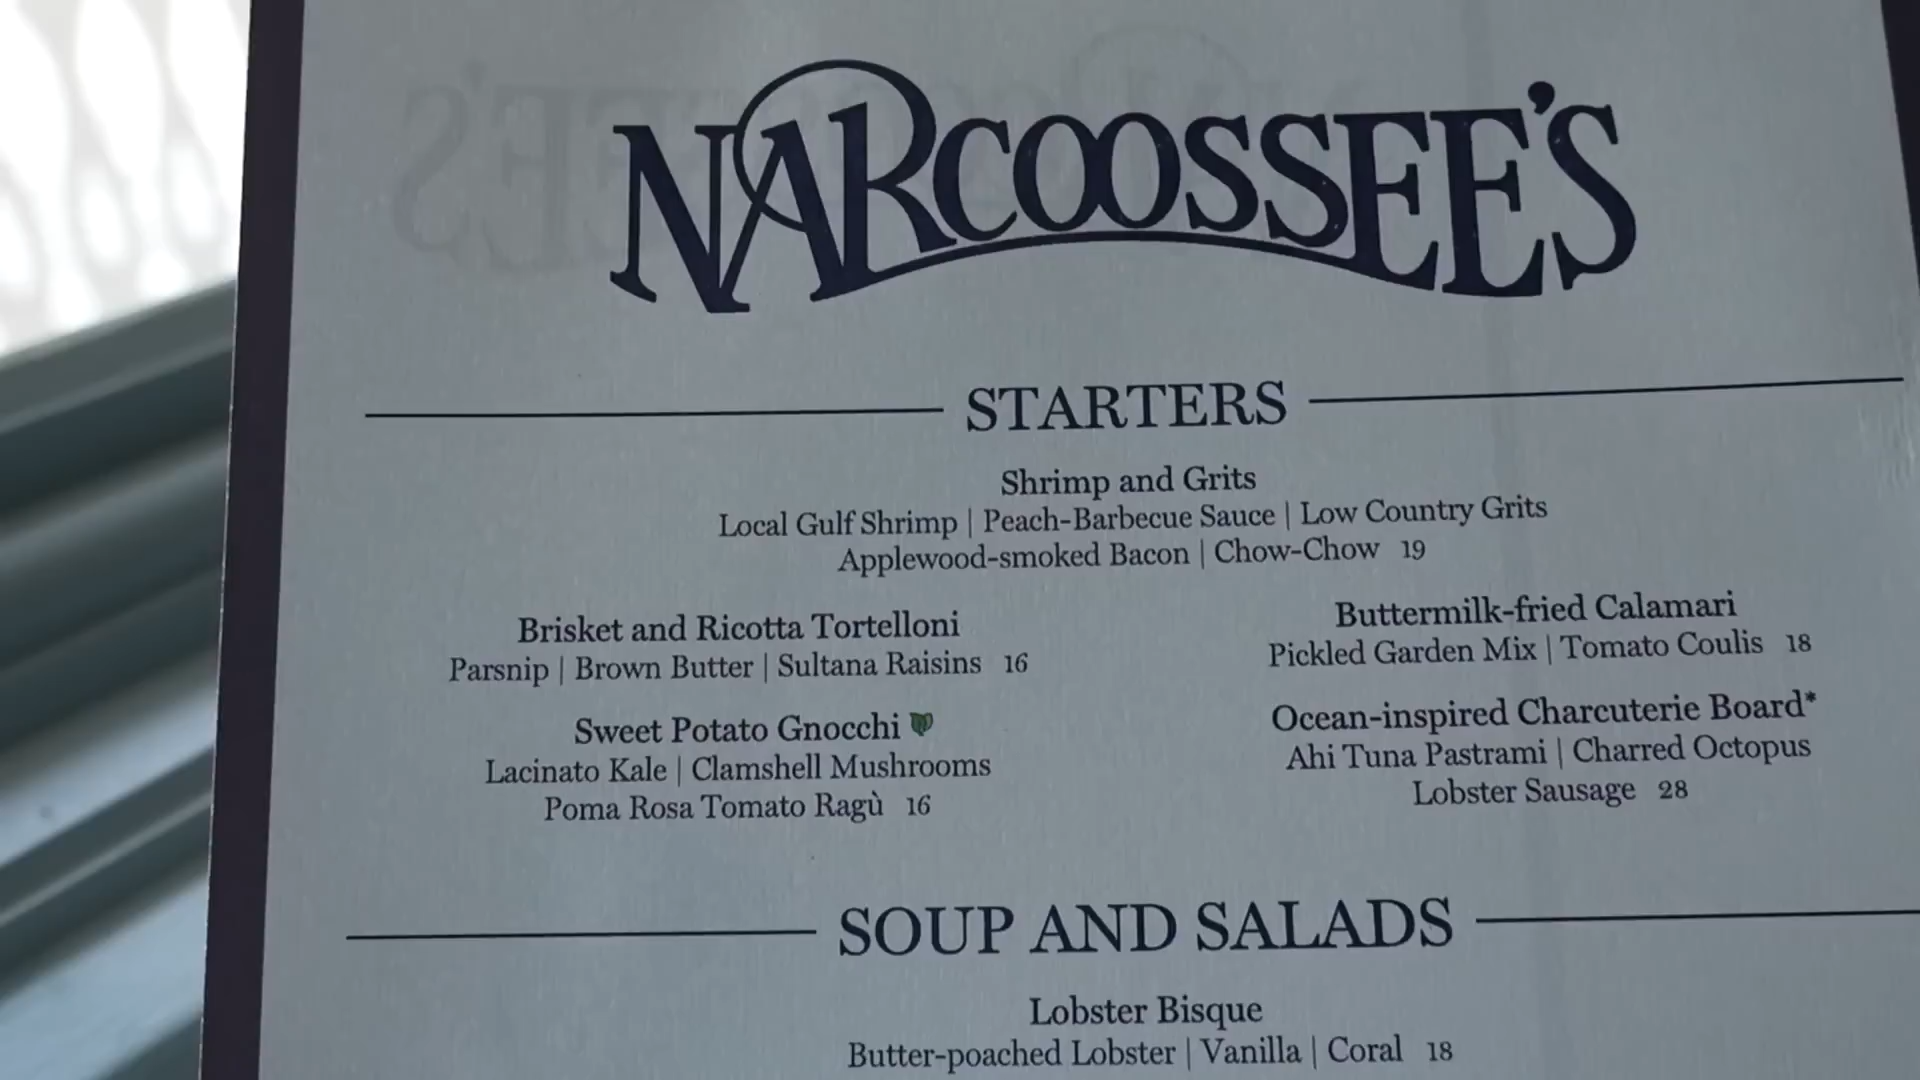 NARCOOSSEE'S
STARTERS
Shrimp and Grits
Local Gulf Shrimp | Peach-Barbecue Sauce | Low Country Grits
Applewood-smoked Bacon | Chow-Chow 19
Brisket and Ricotta Tortelloni
Parsnip | Brown Butter | Sultana Raisins 16
Sweet Potato Gnocchi
Lacinato Kale | Clamshell Mushrooms
Poma Rosa Tomato Ragù 16
Buttermilk-fried Calamari
Pickled Garden Mix | Tomato Coulis 18
Ocean-inspired Charcuterie Board*
Ahi Tuna Pastrami | Charred Octopus
Lobster Sausage 28
SOUP AND SALADS
Lobster Bisque
Butter-poached Lobster | Vanilla | Coral 18